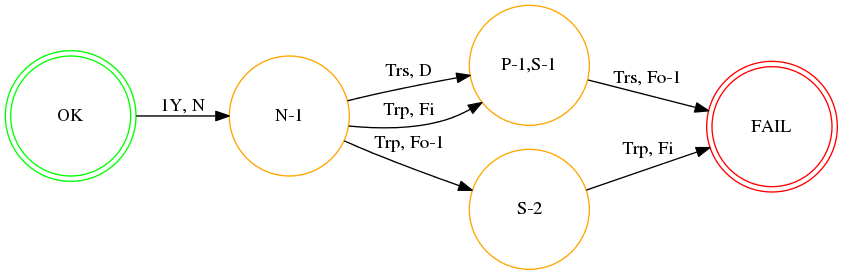 OK
1Y, N
N-1
Trs, D
Trp, Fi
Trp, Fo-1
P-1,S-1
S-2
Trs, Fo-1
Trp, Fi
FAIL